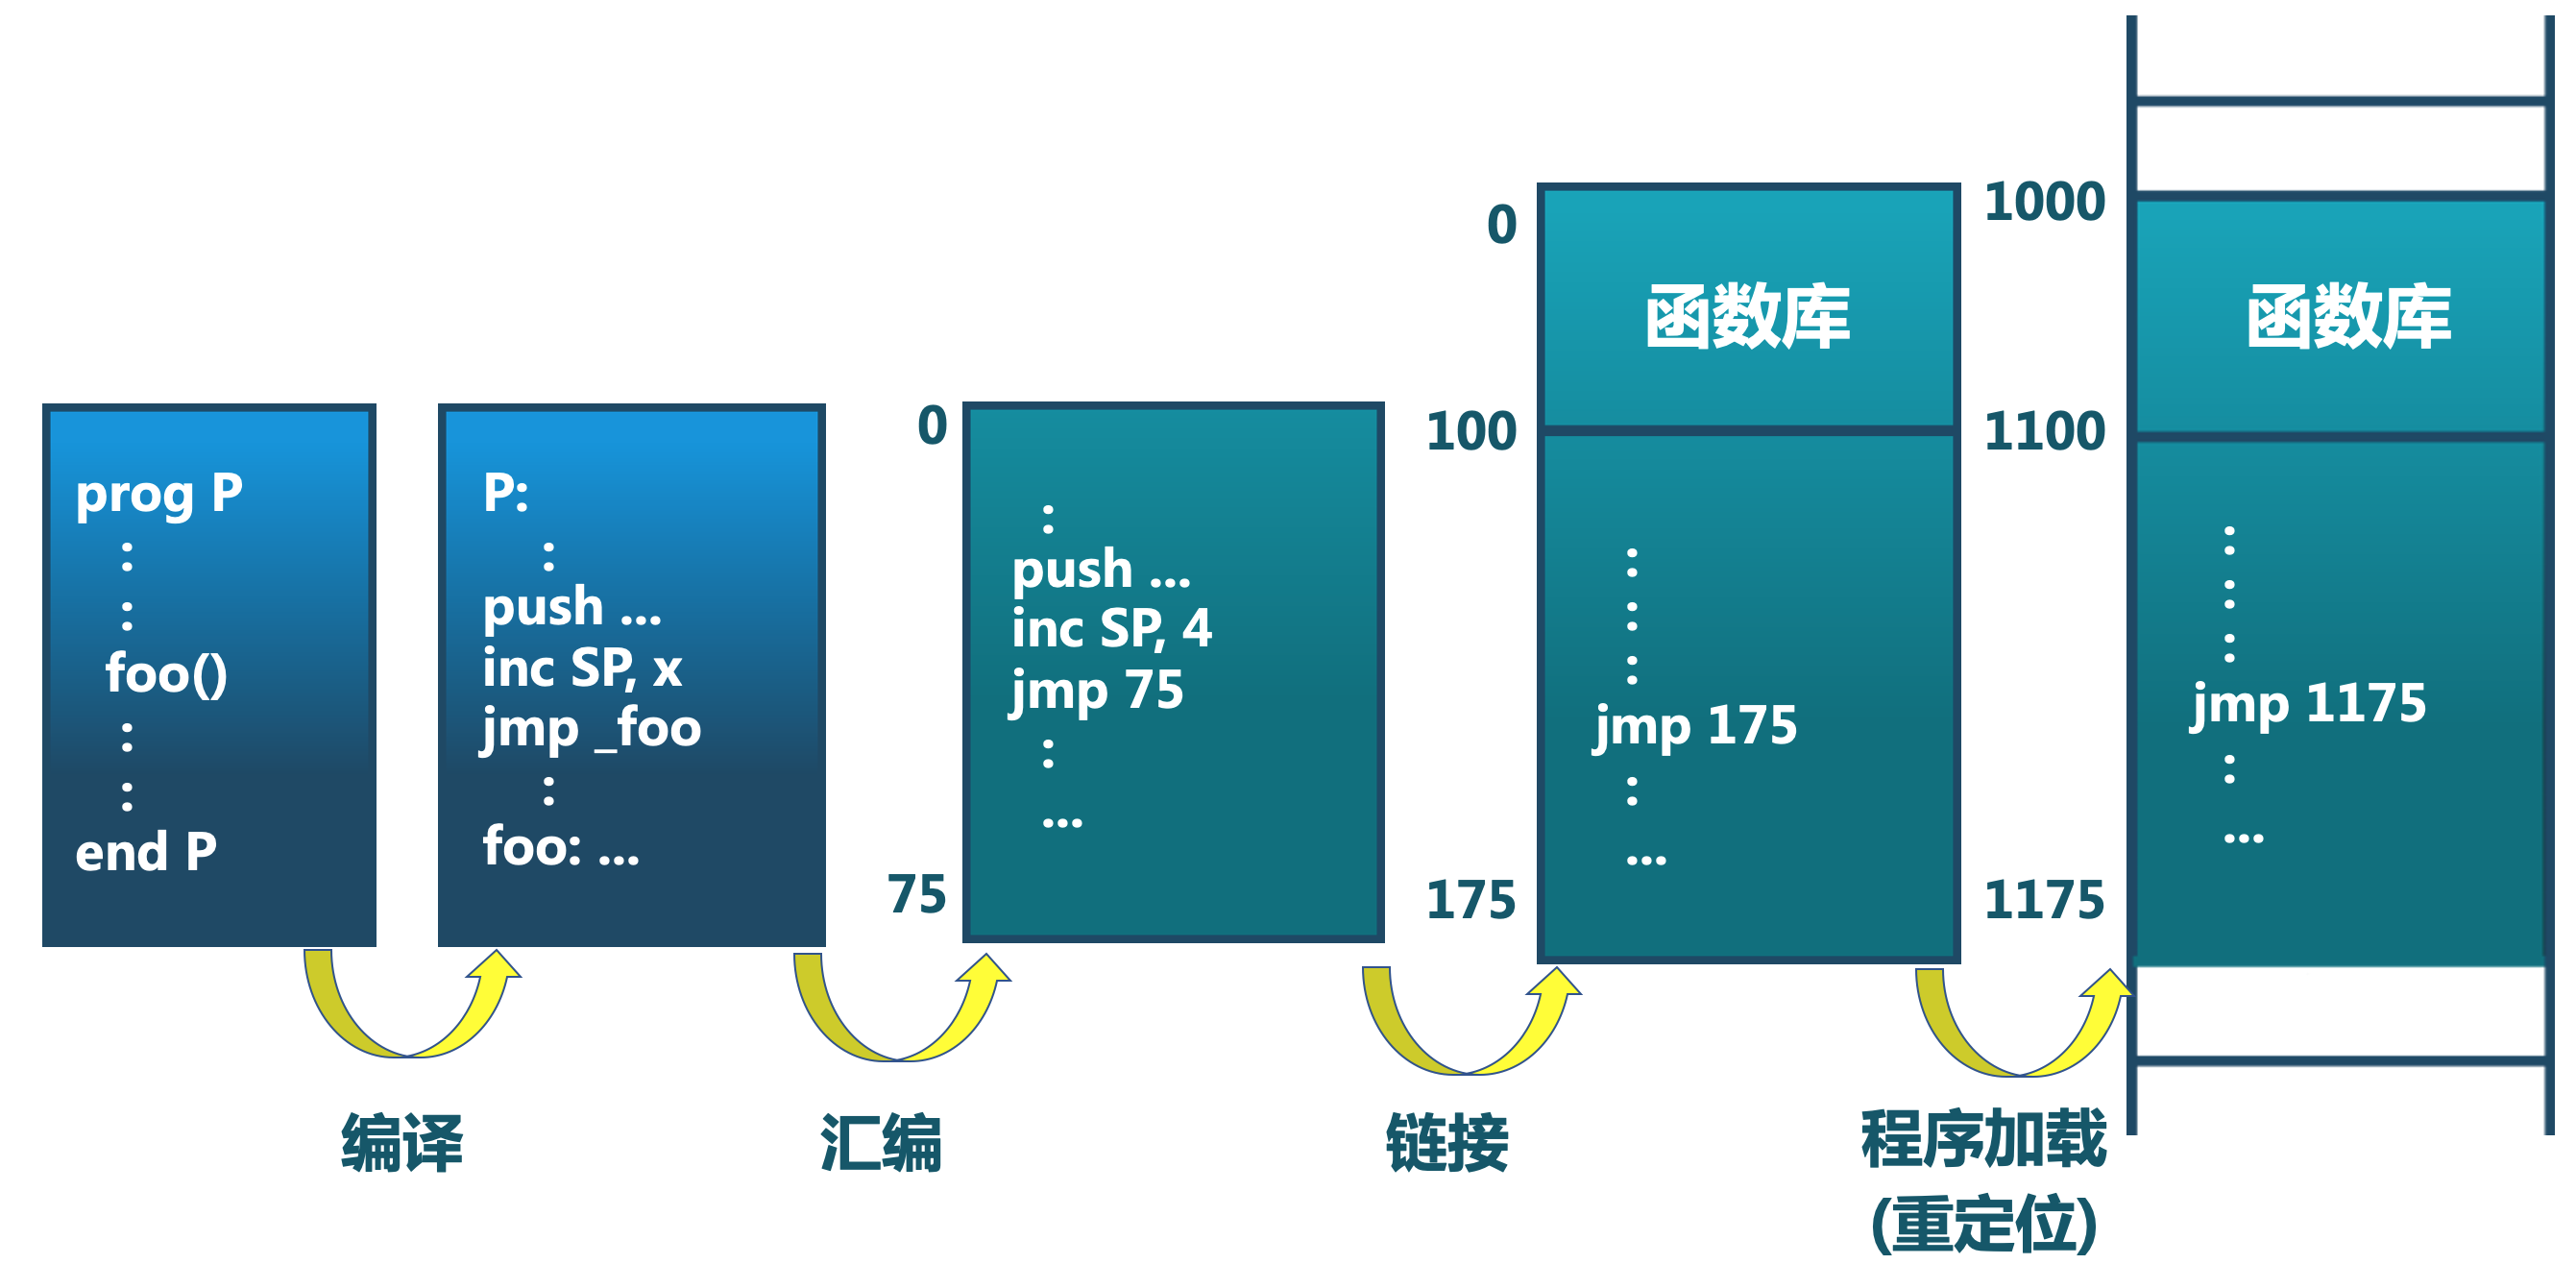 prog P
:
:
foo()
:
:
end P
P:
:
push ...
inc SP, x
jmp _foo
:
foo: ...
0
:
push ...
inc SP, 4
jmp 75
:
...
75
0
函数库
100
:
:
:
jmp 175
:
...
175
1000
函数库
1100
:
:
:
jmp 1175
:
...
1175
编译
汇编
链接
程序加载
(重定位)